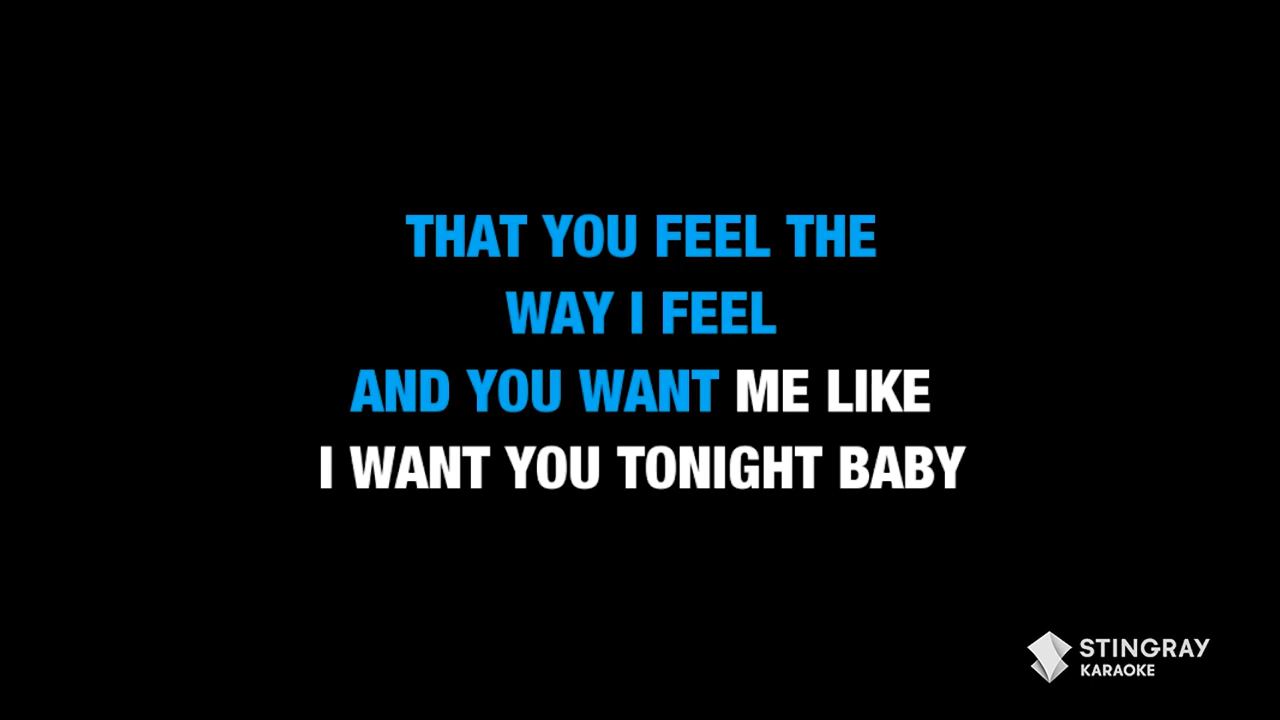 THAT YOU FEEL THE
WAY I FEEL
AND YOU WANT ME LIKE
I WANT YOU TONIGHT BABY
STINGRAY
KARAOKE